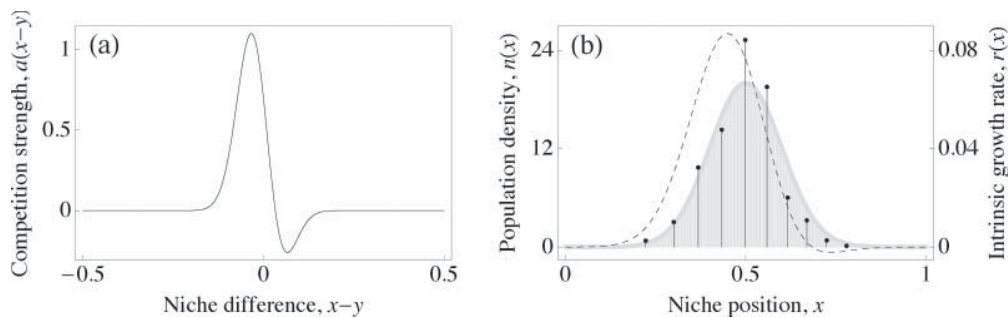 (a)
Competition strength, a(x−y)
1
0.5
0
−0.5
0
0.5
Niche difference, x−y
(b)
Population density, n(x)
24
12
0
0.08
0.04
0
Intrinsic growth rate, r(x)
0
0.5
1
Niche position, x